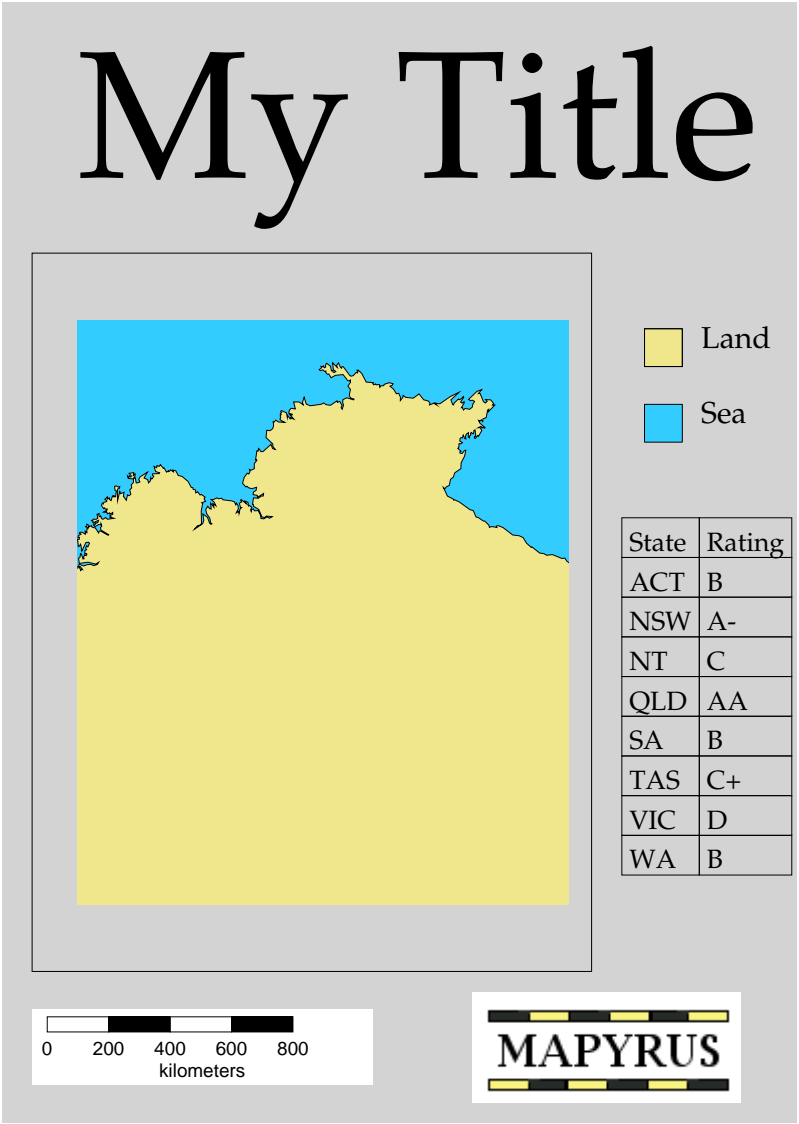 My Title
Land
Sea
State Rating
ACT B
NSW A-
NT C
QLD AA
SA B
TAS C+
VIC D
WA B
0 200 400 600 800
kilometers
MAPYRUS